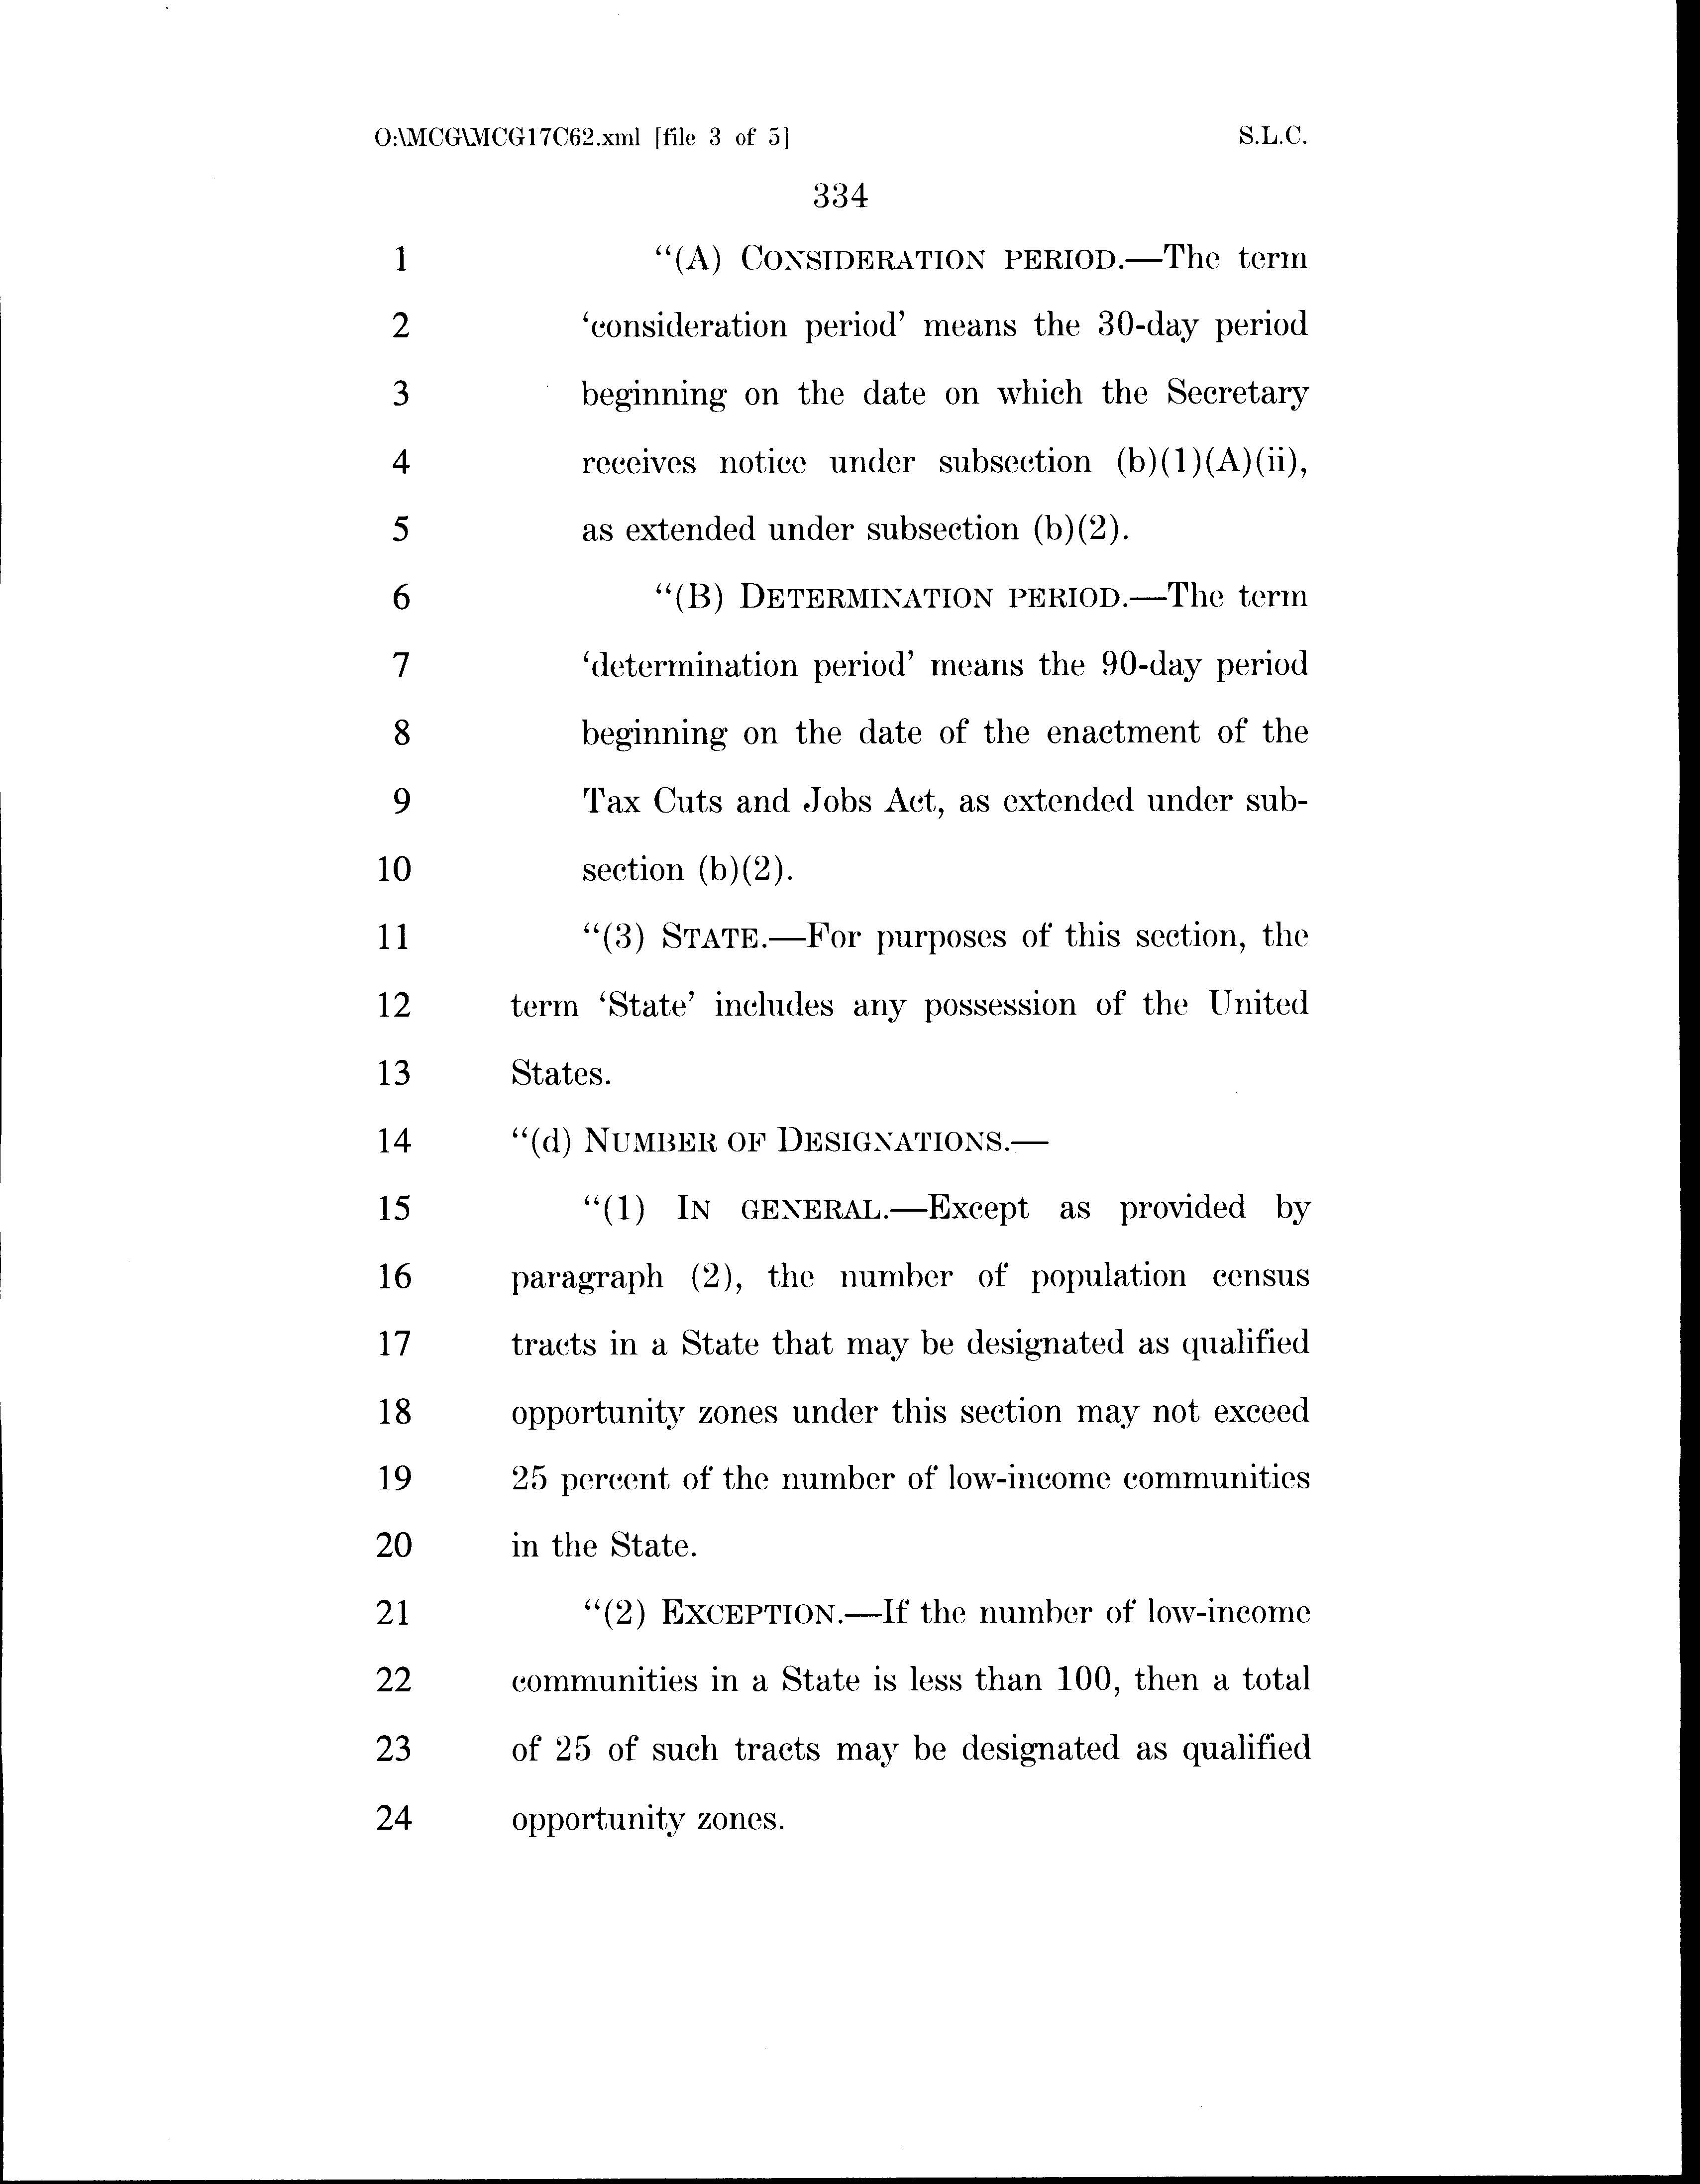 O:\MCG\MCG17C62.xml [file 3 of 5] S.L.C.
334
1 “(A) CONSIDERATION PERIOD.—The term
2 ‘consideration period’ means the 30-day period
3 beginning on the date on which the Secretary
4 receives notice under subsection (b)(1)(A)(ii),
5 as extended under subsection (b)(2).
6 “(B) DETERMINATION PERIOD.—The term
7 ‘determination period’ means the 90-day period
8 beginning on the date of the enactment of the
9 Tax Cuts and Jobs Act, as extended under sub-
10 section (b)(2).
11 “(3) STATE.—For purposes of this section, the
12 term ‘State’ includes any possession of the United
13 States.
14 “(d) NUMBER OF DESIGNATIONS.—
15 “(1) IN GENERAL.—Except as provided by
16 paragraph (2), the number of population census
17 tracts in a State that may be designated as qualified
18 opportunity zones under this section may not exceed
19 25 percent of the number of low-income communities
20 in the State.
21 “(2) EXCEPTION.—If the number of low-income
22 communities in a State is less than 100, then a total
23 of 25 of such tracts may be designated as qualified
24 opportunity zones.